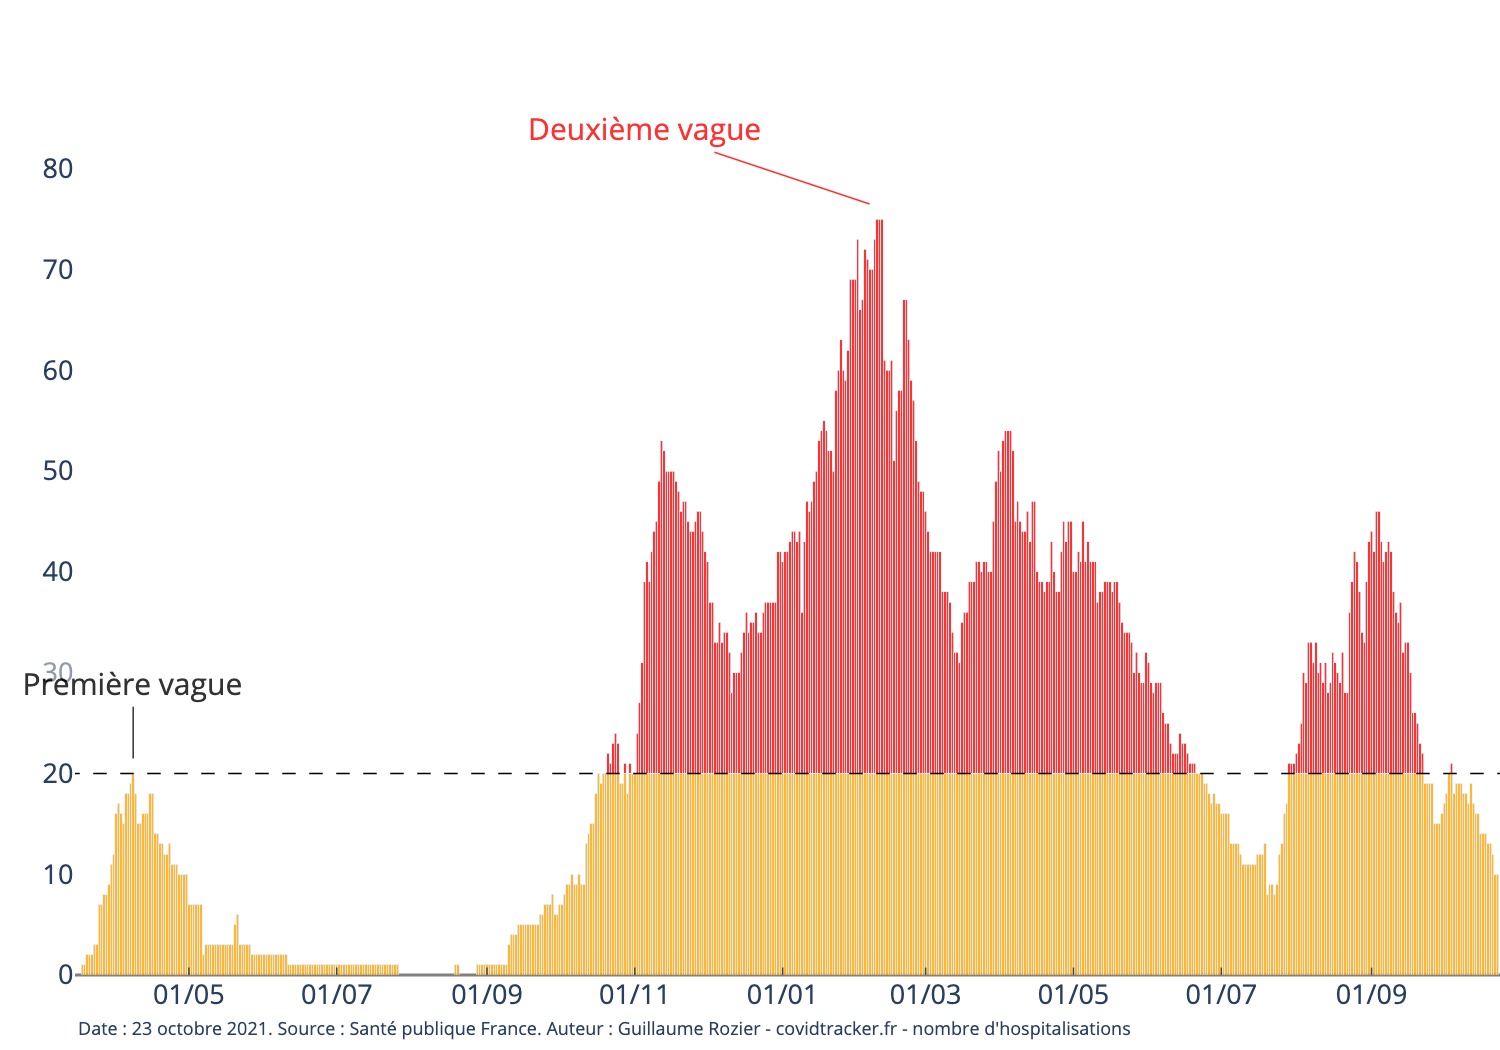 Deuxième vague
80
70
60
50
40
30
Première vague
20
10
0
01/05 01/07 01/09 01/11 01/01 01/03 01/05 01/07 01/09
Date : 23 octobre 2021. Source : Santé publique France. Auteur : Guillaume Rozier - covidtracker.fr - nombre d'hospitalisations